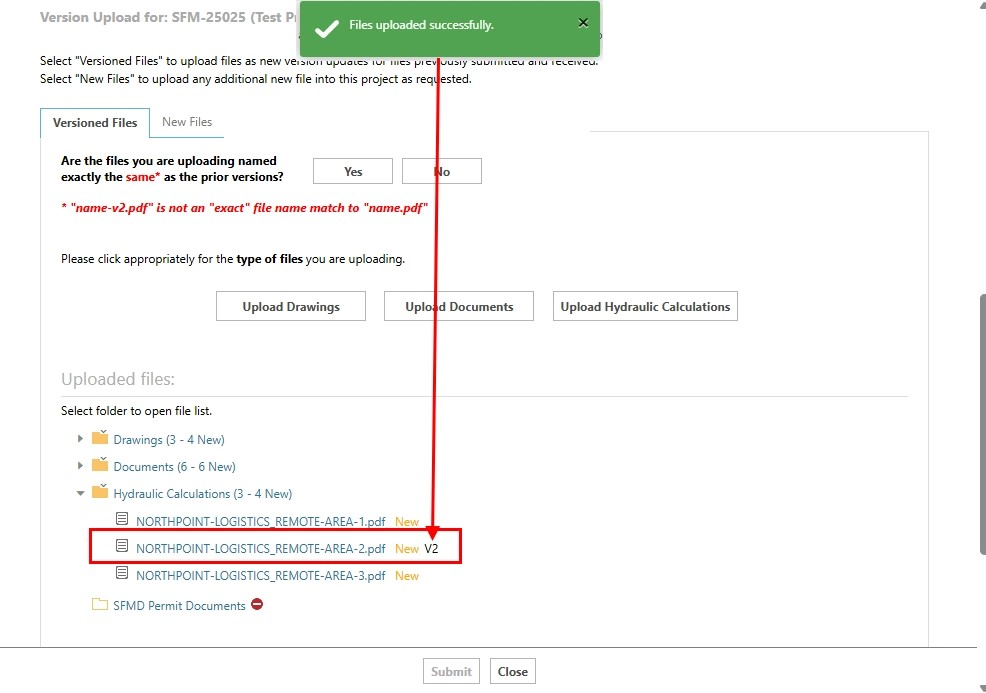 Version Upload for: SFM-25025 (Test
Files uploaded successfully.
Select "Versioned Files" to upload files as new version updates for files previously submitted and received.
Select "New Files" to upload any additional new file into this project as requested.
Versioned Files New Files
Are the files you are uploading named
exactly the same* as the prior versions?
Yes No
* "name-v2.pdf" is not an "exact" file name match to "name.pdf"
Please click appropriately for the type of files you are uploading.
Upload Drawings Upload Documents Upload Hydraulic Calculations
Uploaded files:
Select folder to open file list.
Drawings (3 - 4 New)
Documents (6 - 6 New)
Hydraulic Calculations (3 - 4 New)
NORTHPOINT-LOGISTICS_REMOTE-AREA-1.pdf New
NORTHPOINT-LOGISTICS_REMOTE-AREA-2.pdf New V2
NORTHPOINT-LOGISTICS_REMOTE-AREA-3.pdf New
SFMD Permit Documents
Submit Close